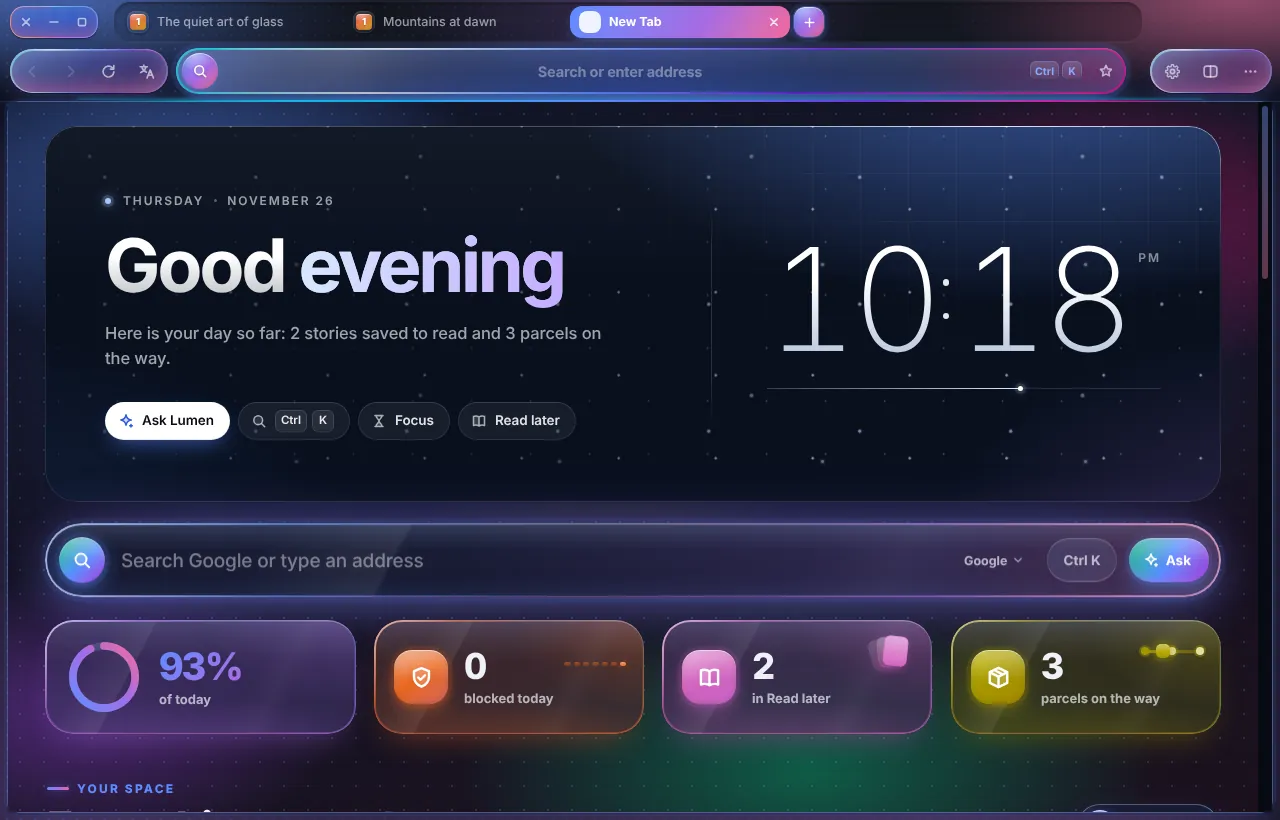 1 The quiet art of glass
1 Mountains at dawn
New Tab
Search or enter address
Ctrl K
THURSDAY · NOVEMBER 26
Good evening
Here is your day so far: 2 stories saved to read and 3 parcels on
the way.
Ask Lumen
Ctrl K
Focus
Read later
10:18 PM
Search Google or type an address
Google
Ctrl K
Ask
93%
of today
0
blocked today
2
in Read later
3
parcels on the way
YOUR SPACE